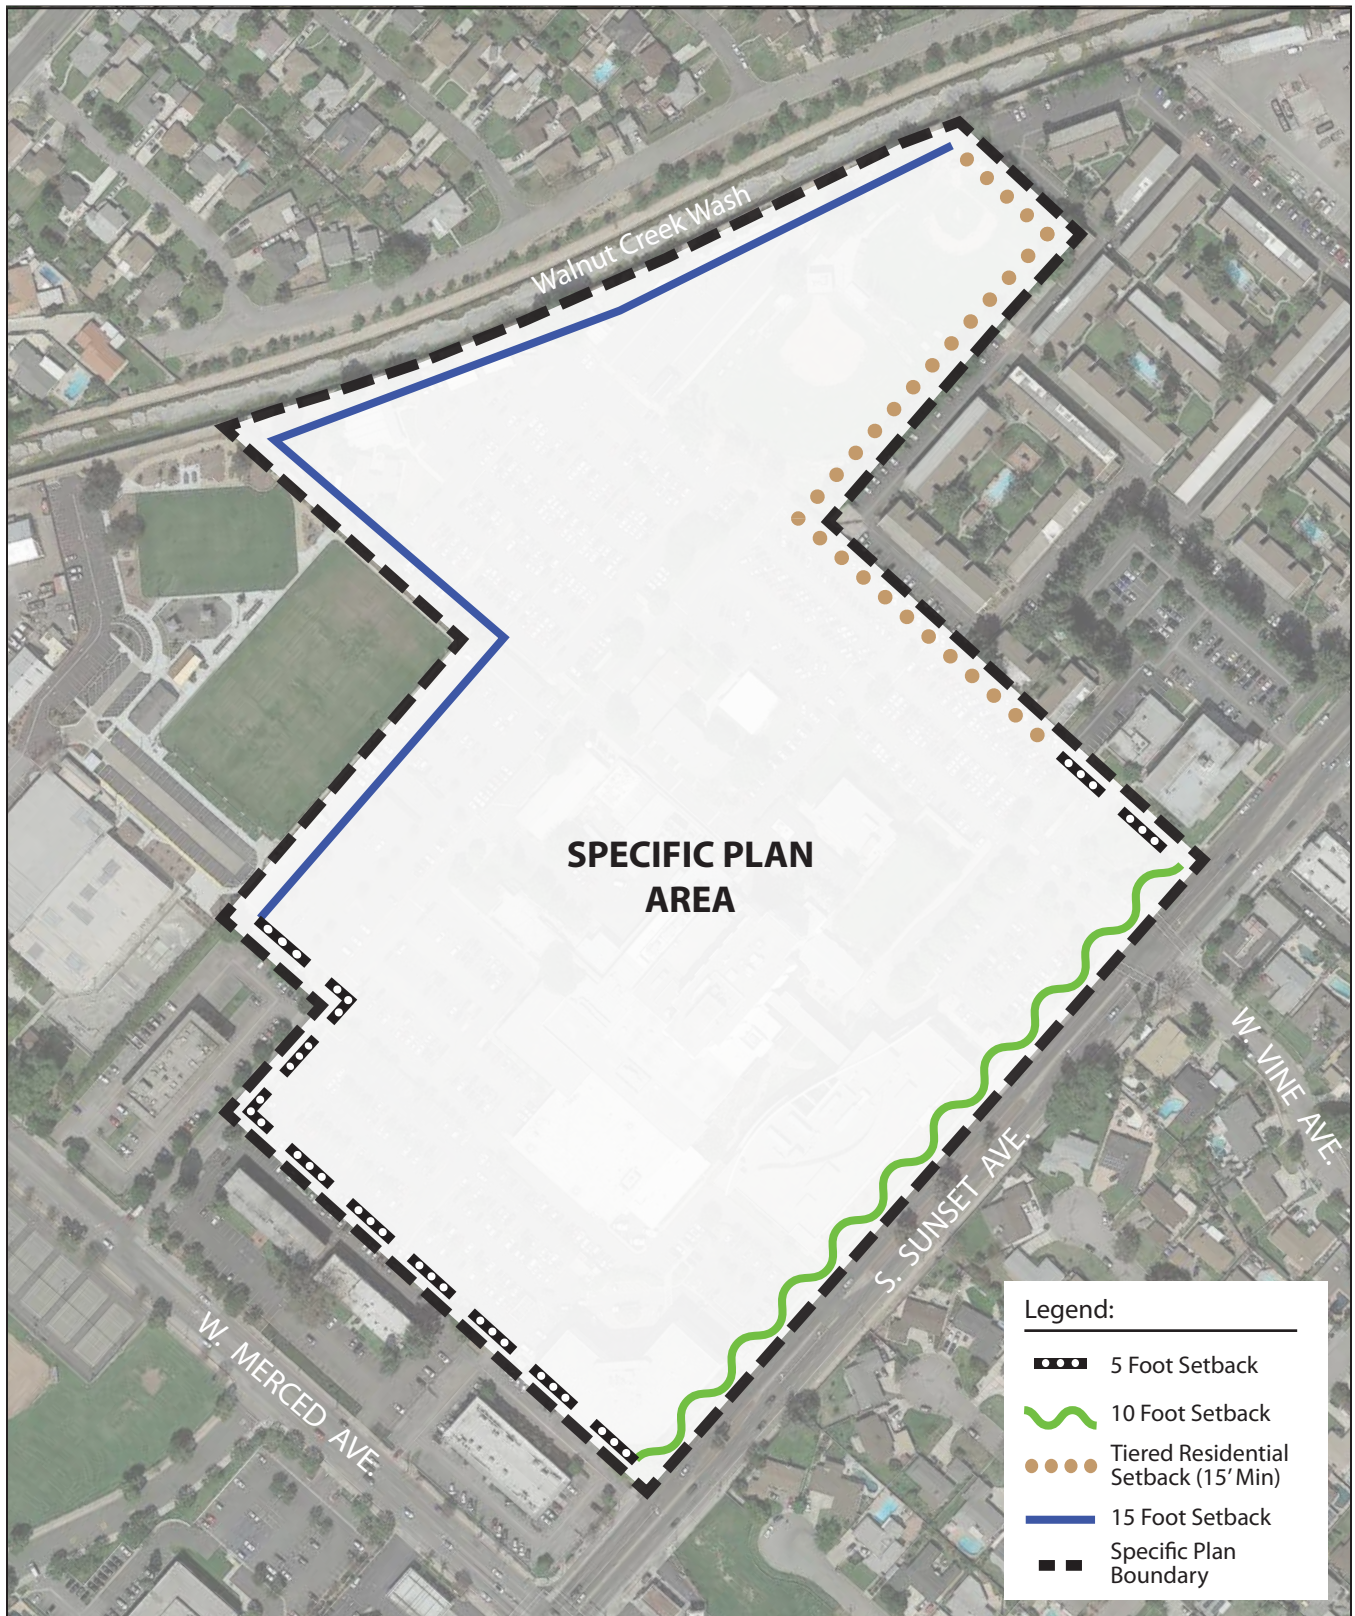 Walnut Creek Wash
SPECIFIC PLAN
AREA
W. VINE AVE.
S. SUNSET AVE.
W. MERCED AVE.
Legend:
5 Foot Setback
10 Foot Setback
Tiered Residential
Setback (15' Min)
15 Foot Setback
Specific Plan
Boundary